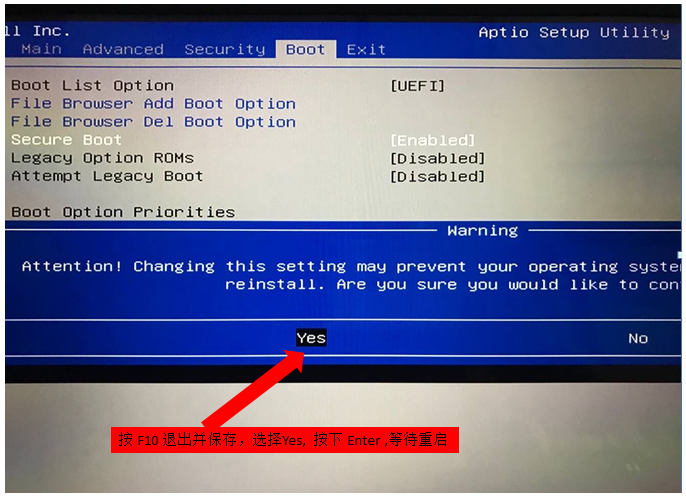 ll Inc.
Aptio Setup Utility
Main Advanced Security Boot Exit
Boot List Option [UEFI]
File Browser Add Boot Option
File Browser Del Boot Option
Secure Boot [Enabled]
Legacy Option ROMs [Disabled]
Attempt Legacy Boot [Disabled]
Boot Option Priorities
Warning
Attention! Changing this setting may prevent your operating syste
reinstall. Are you sure you would like to con
Yes No
按 F10 退出并保存，选择Yes, 按下 Enter ,等待重启